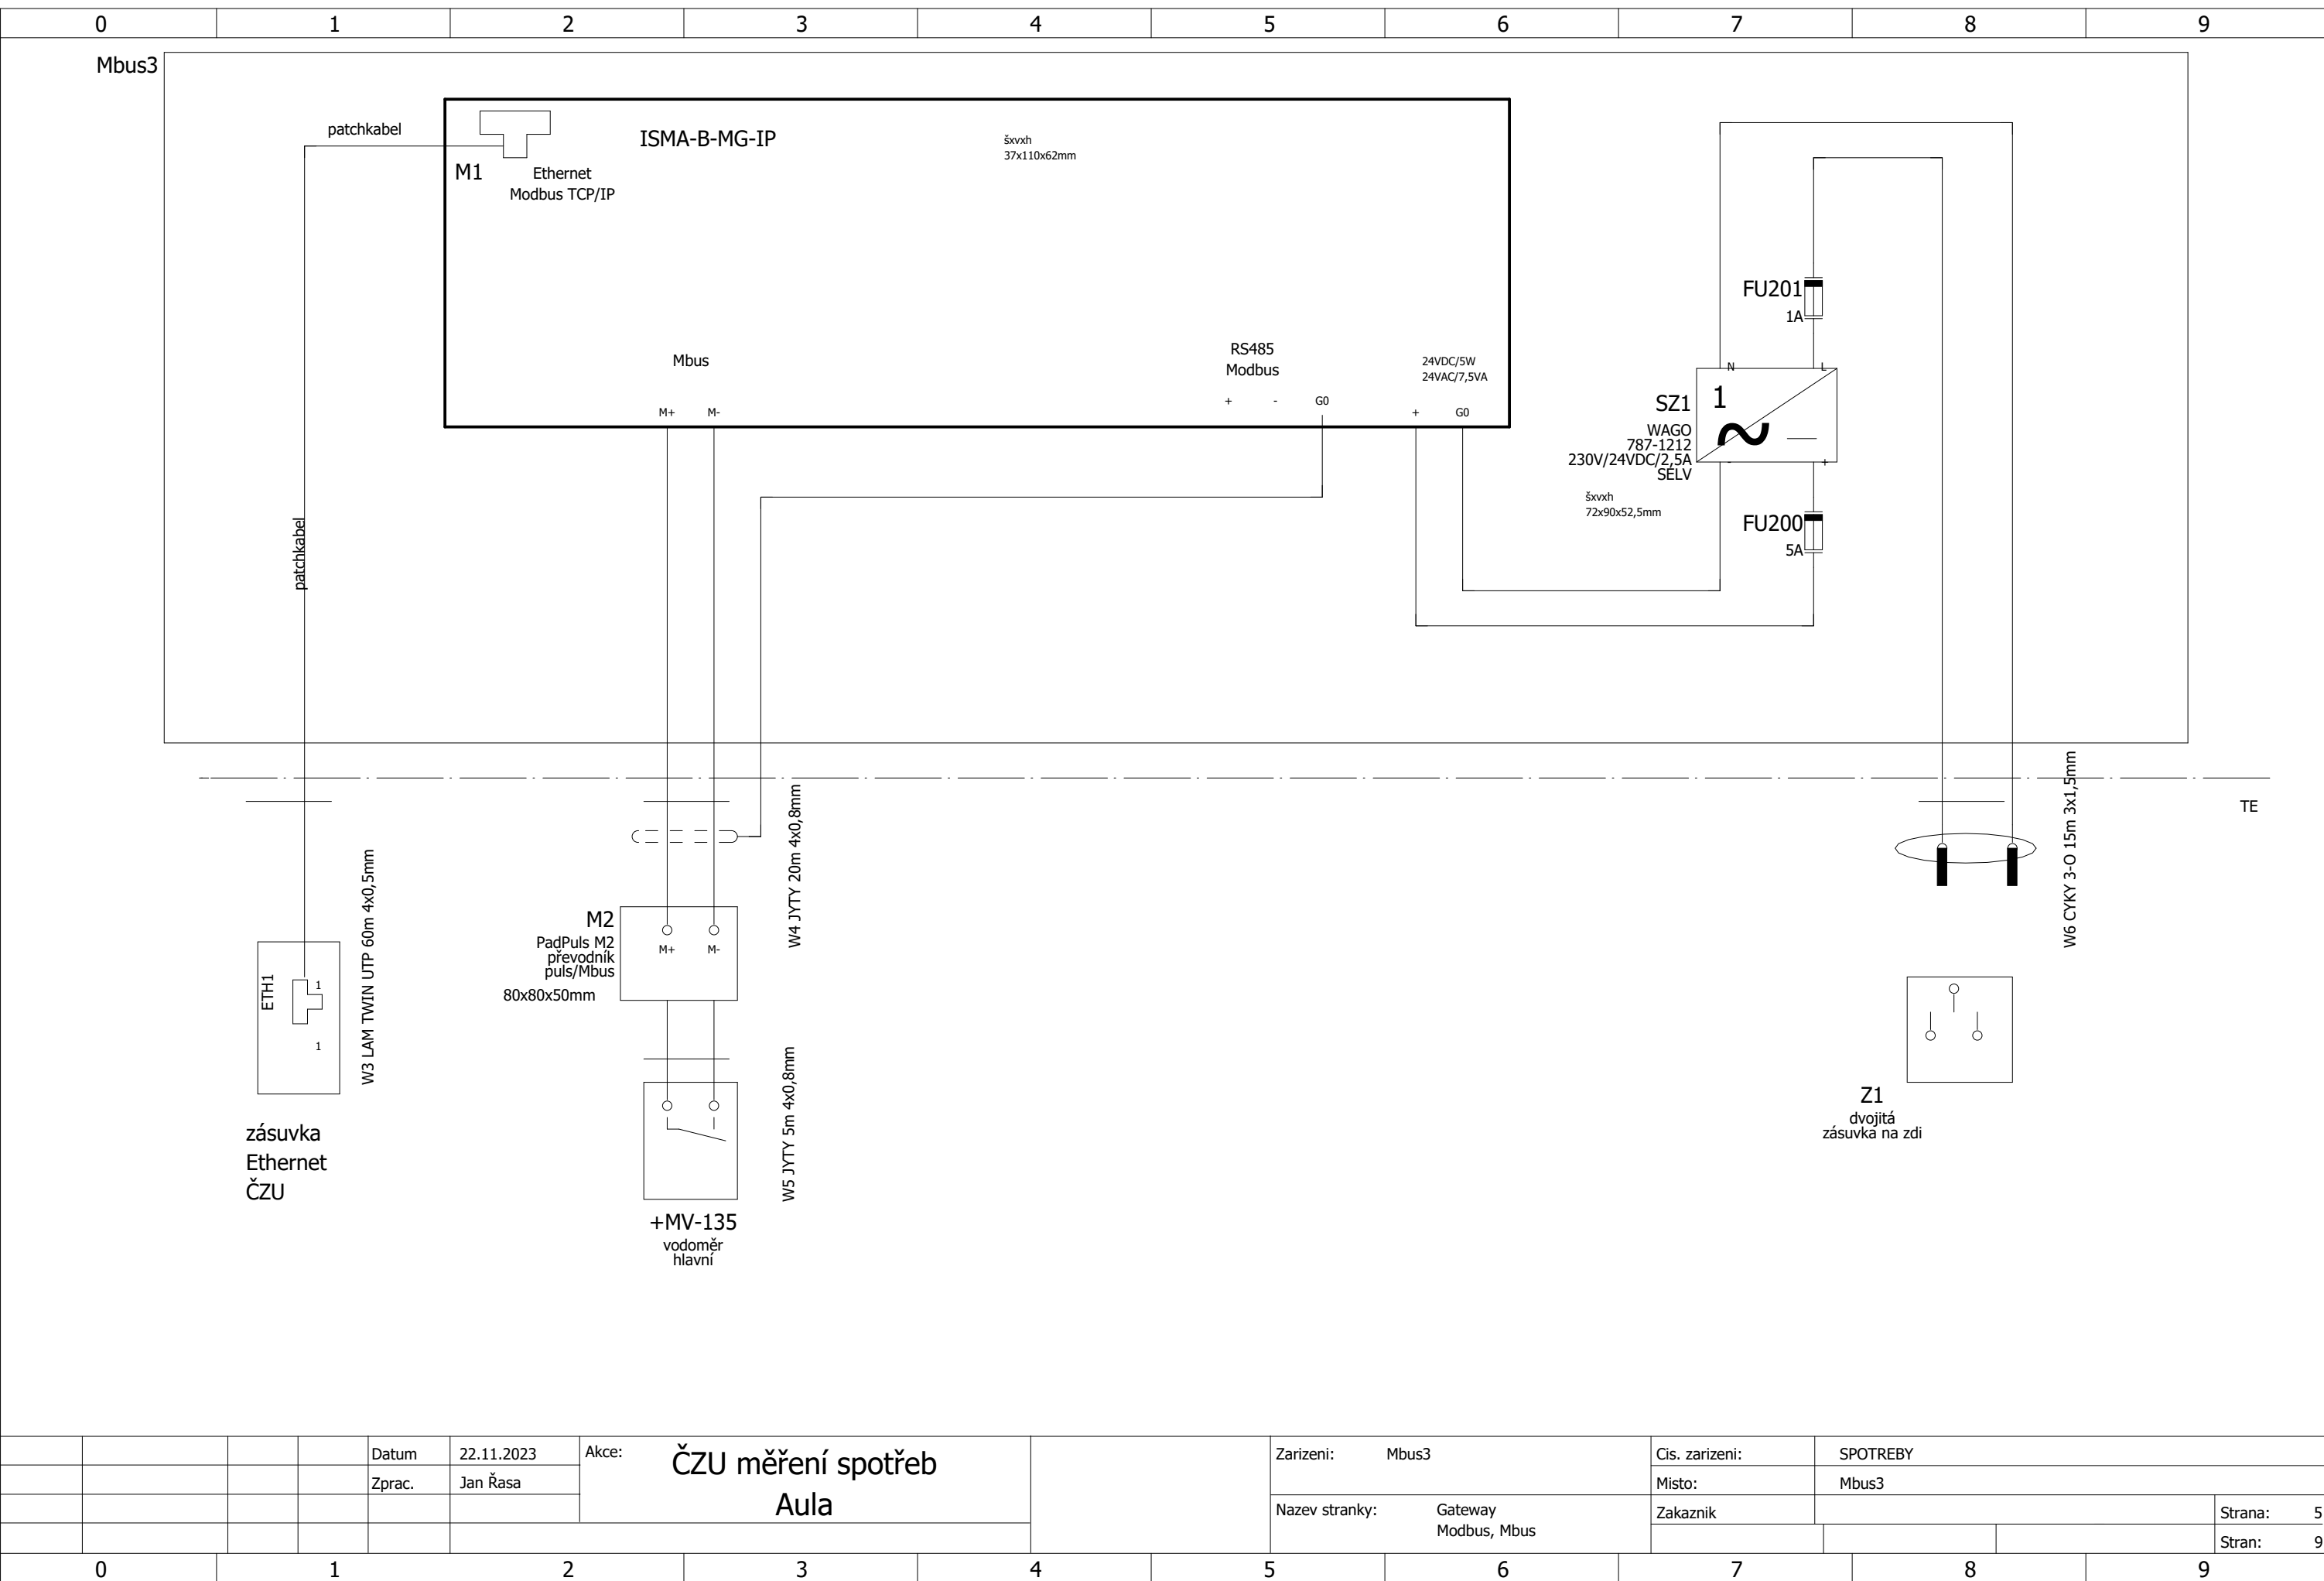 0 1 2 3 4 5 6 7 8 9
Mbus3
patchkabel
ISMA-B-MG-IP
šxvxh
37x110x62mm
M1
Ethernet
Modbus TCP/IP
Mbus
M+ M-
RS485
Modbus
+ - G0
24VDC/5W
24VAC/7,5VA
+ G0
FU201
1A
N L
SZ1
1
WAGO
787-1212
230V/24VDC/2,5A
SELV
- +
šxvxh
72x90x52,5mm
FU200
5A
patchkabel
TE
W3 LAM TWIN UTP 60m 4x0,5mm
W4 JYTY 20m 4x0,8mm
W6 CYKY 3-O 15m 3x1,5mm
M2
PadPuls M2
převodník
puls/Mbus
80x80x50mm
M+ M-
ETH1
1
1
W5 JYTY 5m 4x0,8mm
zásuvka
Ethernet
ČZU
+MV-135
vodoměr
hlavní
Z1
dvojitá
zásuvka na zdi
Datum 22.11.2023
Zprac. Jan Řasa
Akce:
ČZU měření spotřeb
Aula
Zarizeni: Mbus3
Nazev stranky: Gateway
Modbus, Mbus
Cis. zarizeni: SPOTREBY
Misto: Mbus3
Zakaznik
Strana: 5
Stran: 9
0 1 2 3 4 5 6 7 8 9